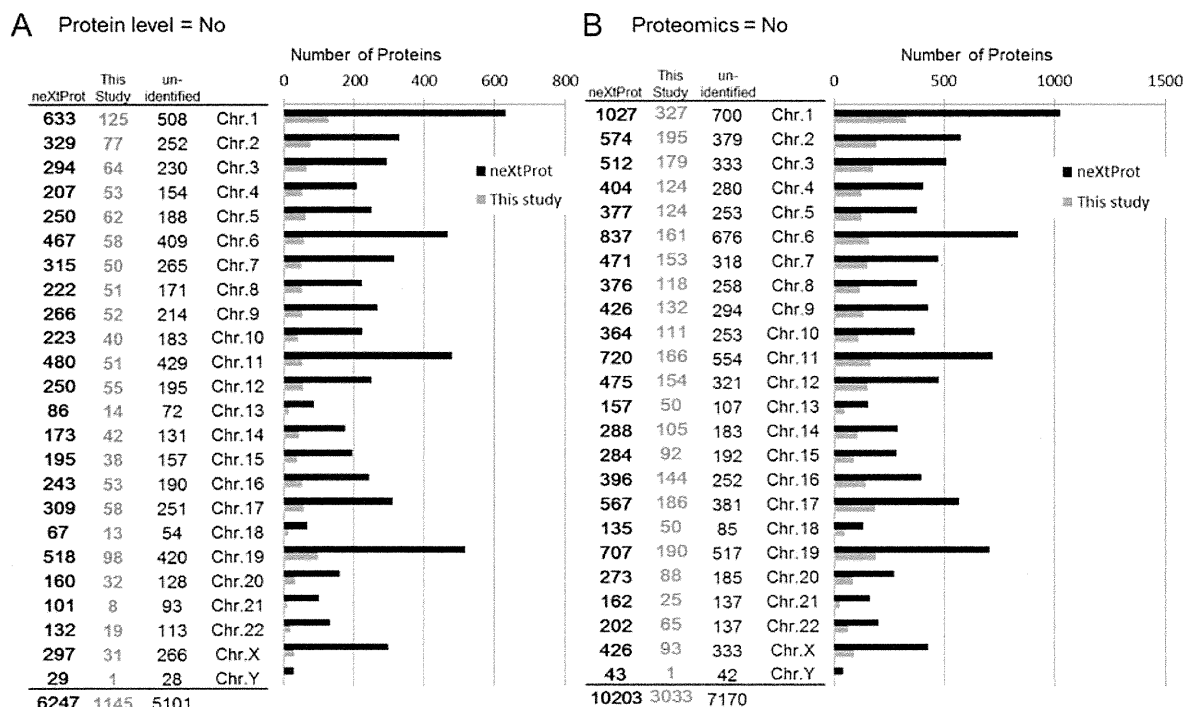 A Protein level = No
Number of Proteins
neXtProt This Study un-identified 0 200 400 600 800
633 125 508 Chr.1
329 77 252 Chr.2
294 64 230 Chr.3
207 53 154 Chr.4
250 62 188 Chr.5
467 58 409 Chr.6
315 50 265 Chr.7
222 51 171 Chr.8
266 52 214 Chr.9
223 40 183 Chr.10
480 51 429 Chr.11
250 55 195 Chr.12
86 14 72 Chr.13
173 42 131 Chr.14
195 38 157 Chr.15
243 53 190 Chr.16
309 58 251 Chr.17
67 13 54 Chr.18
518 98 420 Chr.19
160 32 128 Chr.20
101 8 93 Chr.21
132 19 113 Chr.22
297 31 266 Chr.X
29 1 28 Chr.Y
6247 1145 5101
neXtProt
This study
B Proteomics = No
Number of Proteins
neXtProt This Study un-identified 0 500 1000 1500
1027 327 700 Chr.1
574 195 379 Chr.2
512 179 333 Chr.3
404 124 280 Chr.4
377 124 253 Chr.5
837 161 676 Chr.6
471 153 318 Chr.7
376 118 258 Chr.8
426 132 294 Chr.9
364 111 253 Chr.10
720 166 554 Chr.11
475 154 321 Chr.12
157 50 107 Chr.13
288 105 183 Chr.14
284 92 192 Chr.15
396 144 252 Chr.16
567 186 381 Chr.17
135 50 85 Chr.18
707 190 517 Chr.19
273 88 185 Chr.20
162 25 137 Chr.21
202 65 137 Chr.22
426 93 333 Chr.X
43 1 42 Chr.Y
10203 3033 7170
neXtProt
This study